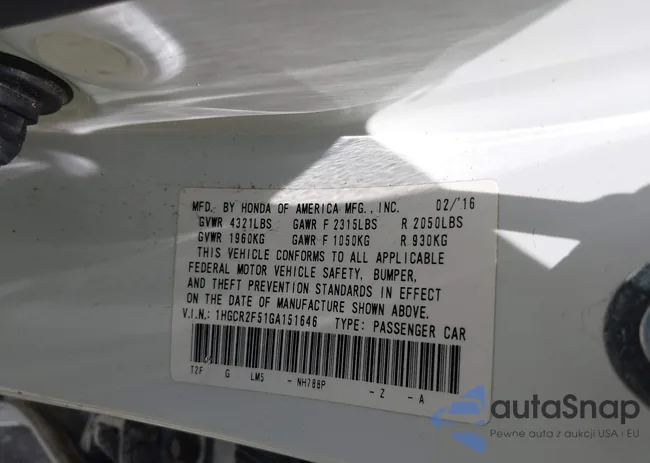 MFD. BY HONDA OF AMERICA MFG., INC. 02/'16
GVWR 4321LBS GAWR F 2315LBS R 2050LBS
GVWR 1960KG GAWR F 1050KG R 930KG
THIS VEHICLE CONFORMS TO ALL APPLICABLE
FEDERAL MOTOR VEHICLE SAFETY, BUMPER,
AND THEFT PREVENTION STANDARDS IN EFFECT
ON THE DATE OF MANUFACTURE SHOWN ABOVE.
V.I.N.: 1HGCR2F51GA151646 TYPE: PASSENGER CAR
T2F G LM5 - NH788P - Z - A
autaSnap
Pewne auta z aukcji USA i EU